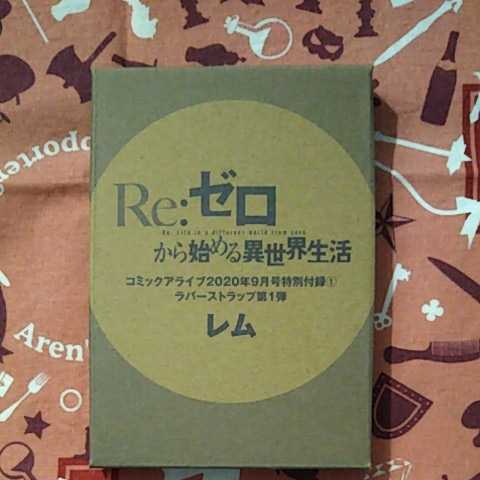 Re:ゼロ
Re: Life in a different world from zero
から始める異世界生活
コミックアライブ2020年9月号特別付録①
ラバーストラップ第1弾
レム
Aren't